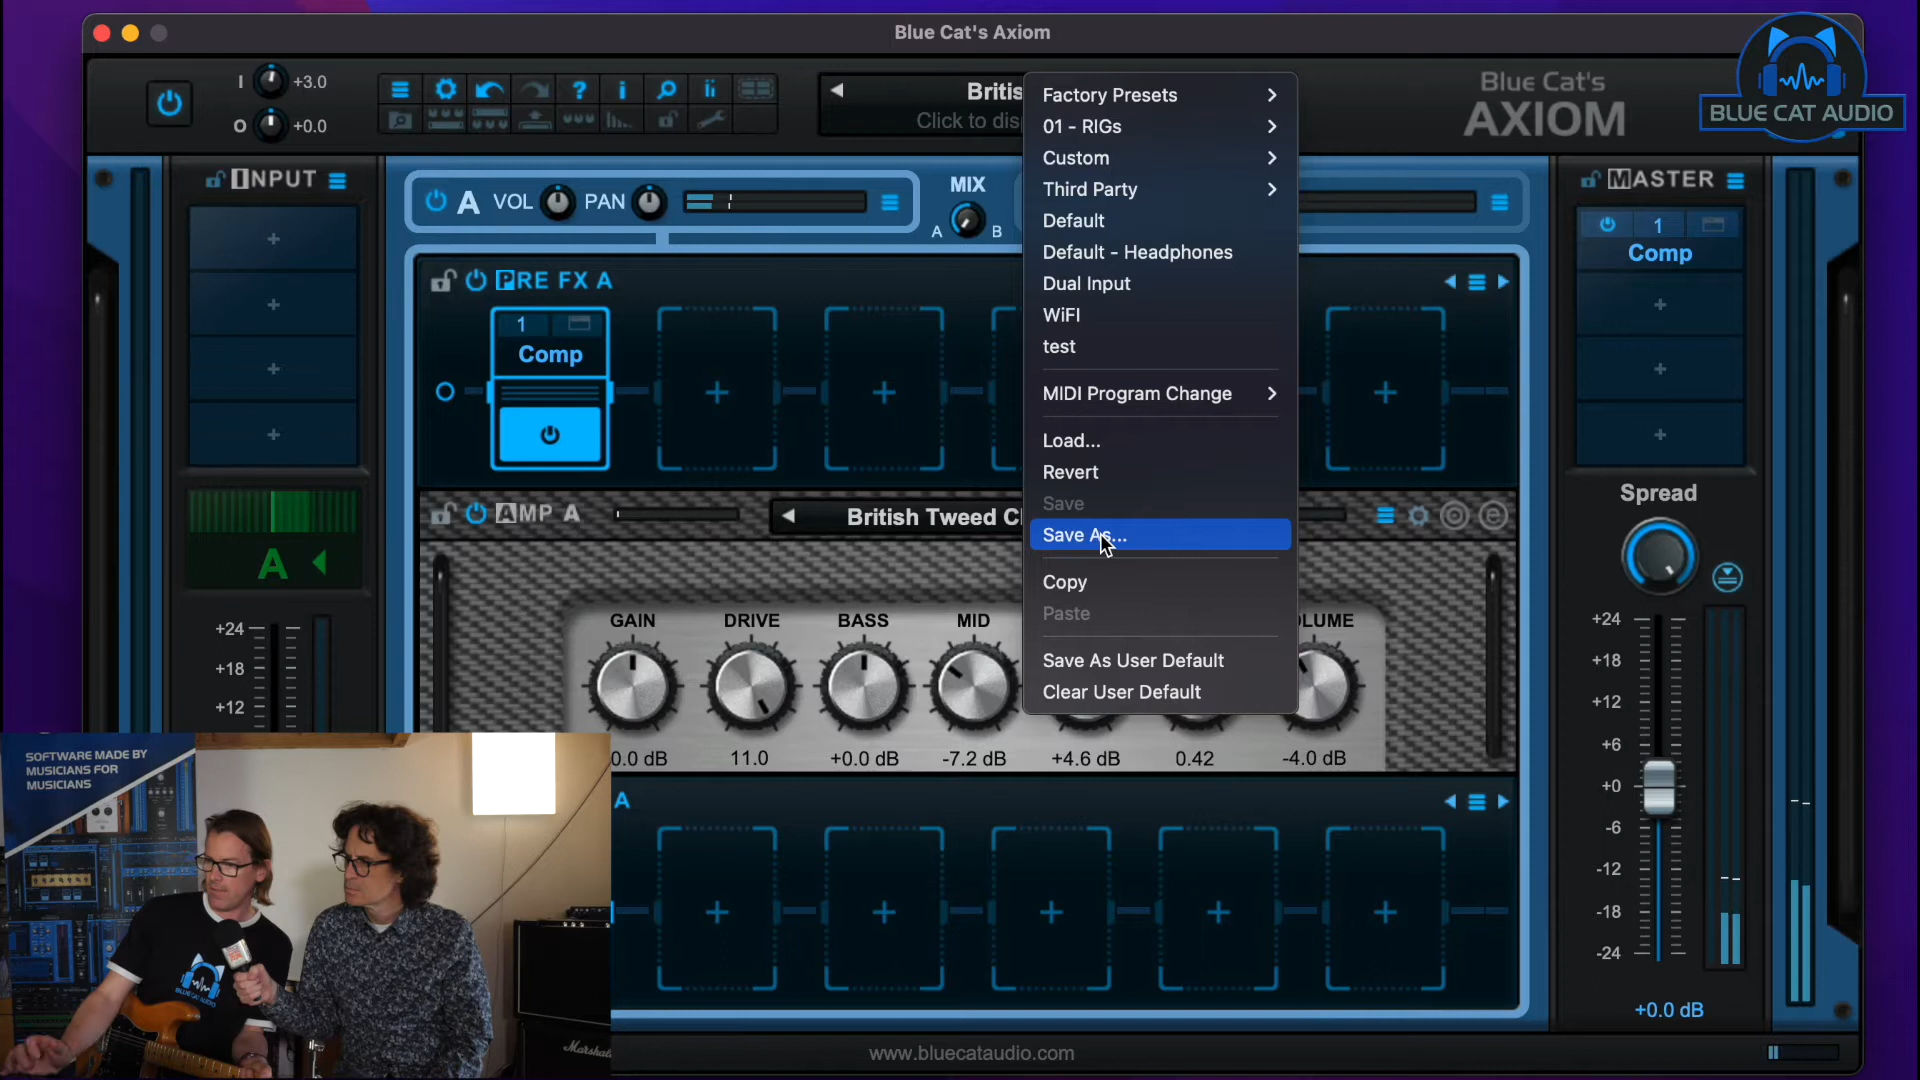 Blue Cat's Axiom
I +3.0
O +0.0
Britis
Click to disp
Blue Cat's
AXIOM
BLUE CAT AUDIO
Factory Presets
01 - RIGs
Custom
Third Party
Default
Default - Headphones
Dual Input
WiFI
test
MIDI Program Change
Load...
Revert
Save
Save As...
Copy
Paste
Save As User Default
Clear User Default
INPUT
A
+24
+18
+12
A VOL PAN
MIX
A B
PRE FX A
1
Comp
AMP A
British Tweed C
GAIN DRIVE BASS MID LUME
0.0 dB 11.0 +0.0 dB -7.2 dB +4.6 dB 0.42 -4.0 dB
A
MASTER
1
Comp
Spread
+24
+18
+12
+6
+0
-6
-12
-18
-24
+0.0 dB
SOFTWARE MADE BY
MUSICIANS FOR
MUSICIANS
BLUE CAT AUDIO
Marshall
www.bluecataudio.com